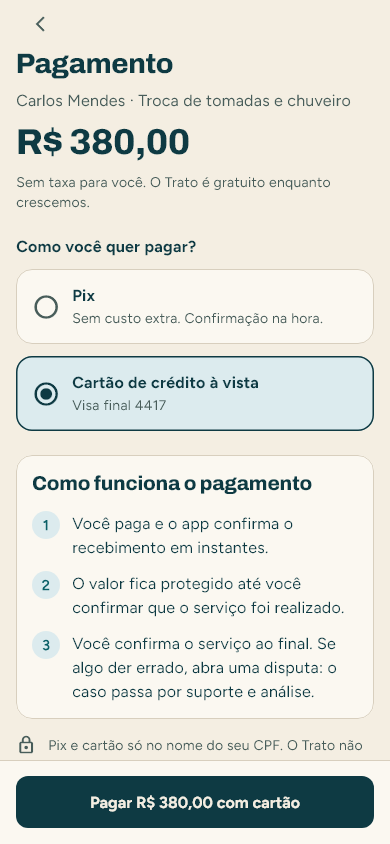 Pagamento
Carlos Mendes · Troca de tomadas e chuveiro
R$ 380,00
Sem taxa para você. O Trato é gratuito enquanto
crescemos.
Como você quer pagar?
Pix
Sem custo extra. Confirmação na hora.
Cartão de crédito à vista
Visa final 4417
Como funciona o pagamento
1 Você paga e o app confirma o
recebimento em instantes.
2 O valor fica protegido até você
confirmar que o serviço foi realizado.
3 Você confirma o serviço ao final. Se
algo der errado, abra uma disputa: o
caso passa por suporte e análise.
Pix e cartão só no nome do seu CPF. O Trato não
Pagar R$ 380,00 com cartão